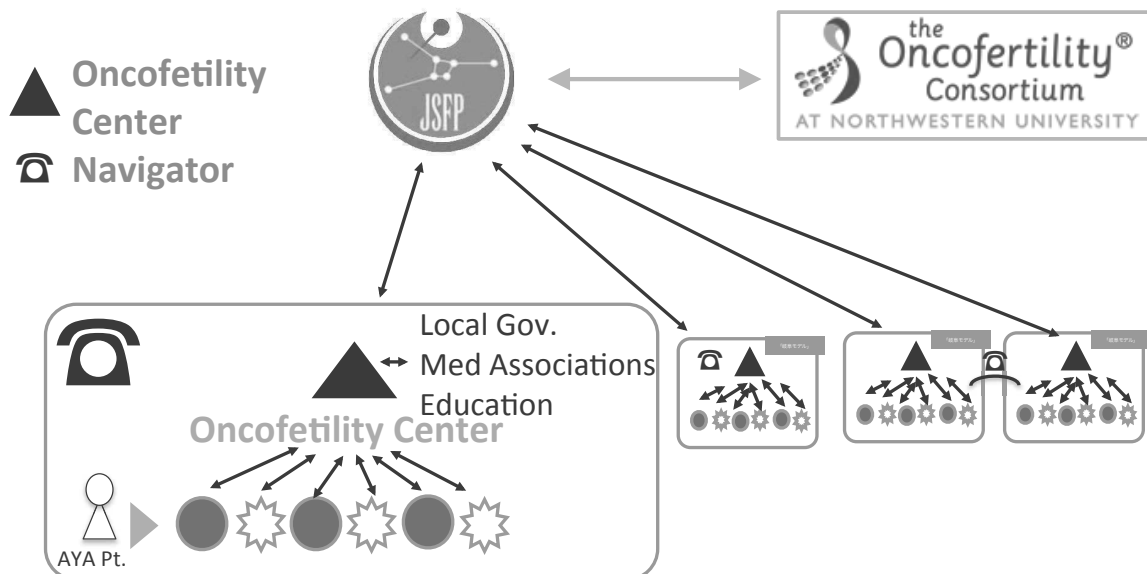 Oncofetility
Center
Navigator
JSFP
the
Oncofertility®
Consortium
AT NORTHWESTERN UNIVERSITY
Local Gov.
Med Associations
Education
Oncofetility Center
AYA Pt.